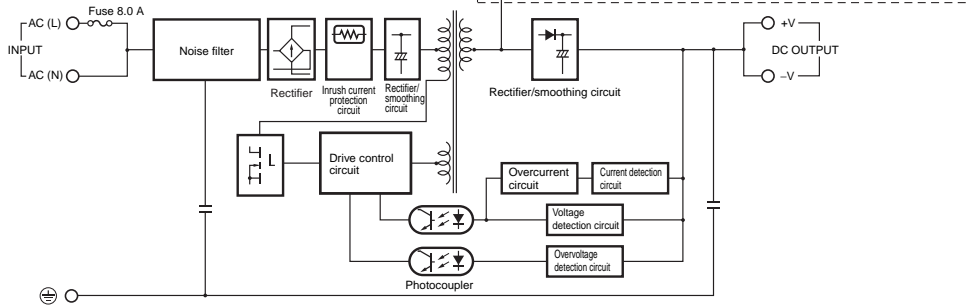 Fuse 8.0 A
AC (L)
INPUT
AC (N)
Noise filter
Rectifier
Inrush current
protection
circuit
Rectifier/
smoothing
circuit
Rectifier/smoothing circuit
+V
DC OUTPUT
–V
Drive control
circuit
Overcurrent
circuit
Current detection
circuit
Voltage
detection circuit
Overvoltage
detection circuit
Photocoupler